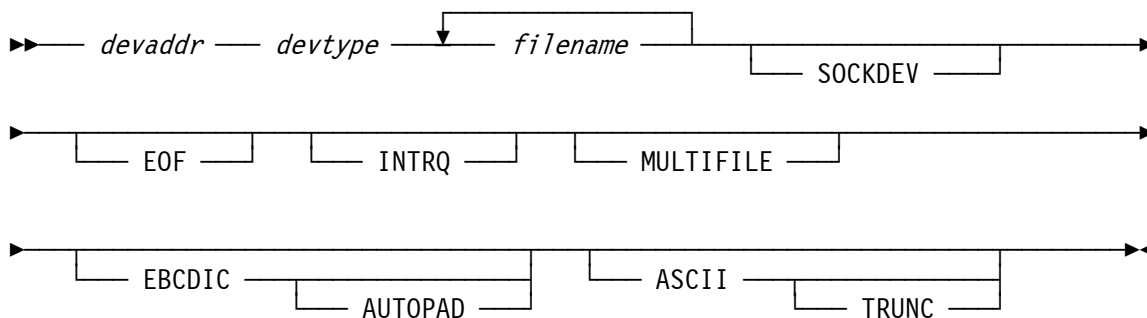 devaddr devtype filename
SOCKDEV
EOF INTRQ MULTIFILE
EBCDIC ASCII
AUTOPAD TRUNC